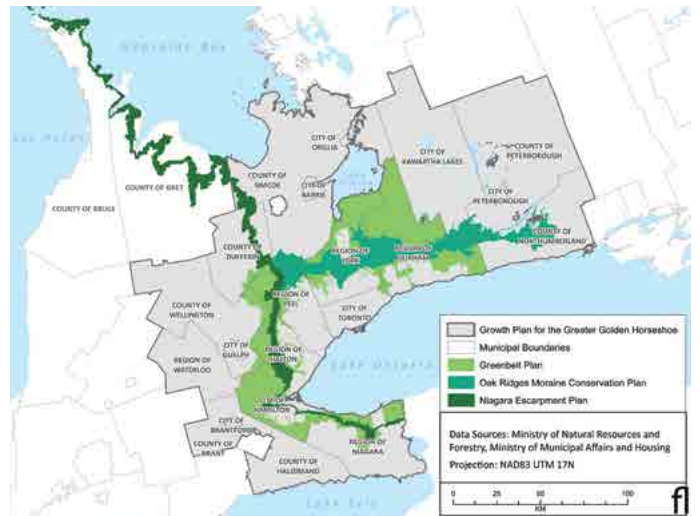 Georgian Bay
CITY OF
ORILLIA
CITY OF
KAWARTHA LAKES
COUNTY OF
PETERBOROUGH
COUNTY OF
SIMCOE
CITY OF
BARRIE
CITY OF
PETERBOROUGH
COUNTY OF GREY
COUNTY OF BRUCE
COUNTY OF
DUFFERIN
REGION OF
YORK
REGION OF
DURHAM
COUNTY OF
NORTHUMBERLAND
REGION OF
PEEL
COUNTY OF
WELLINGTON
CITY OF
TORONTO
CITY OF
GUELPH
REGION OF
HALTON
REGION OF
WATERLOO
Lake Ontario
CITY OF
HAMILTON
CITY OF
BRANTFORD
COUNTY OF
BRANT
REGION OF
NIAGARA
COUNTY OF
HALDIMAND
Lake Erie
Growth Plan for the Greater Golden Horseshoe
Municipal Boundaries
Greenbelt Plan
Oak Ridges Moraine Conservation Plan
Niagara Escarpment Plan
Data Sources: Ministry of Natural Resources and
Forestry, Ministry of Municipal Affairs and Housing
Projection: NAD83 UTM 17N
0 25 50 100
KM